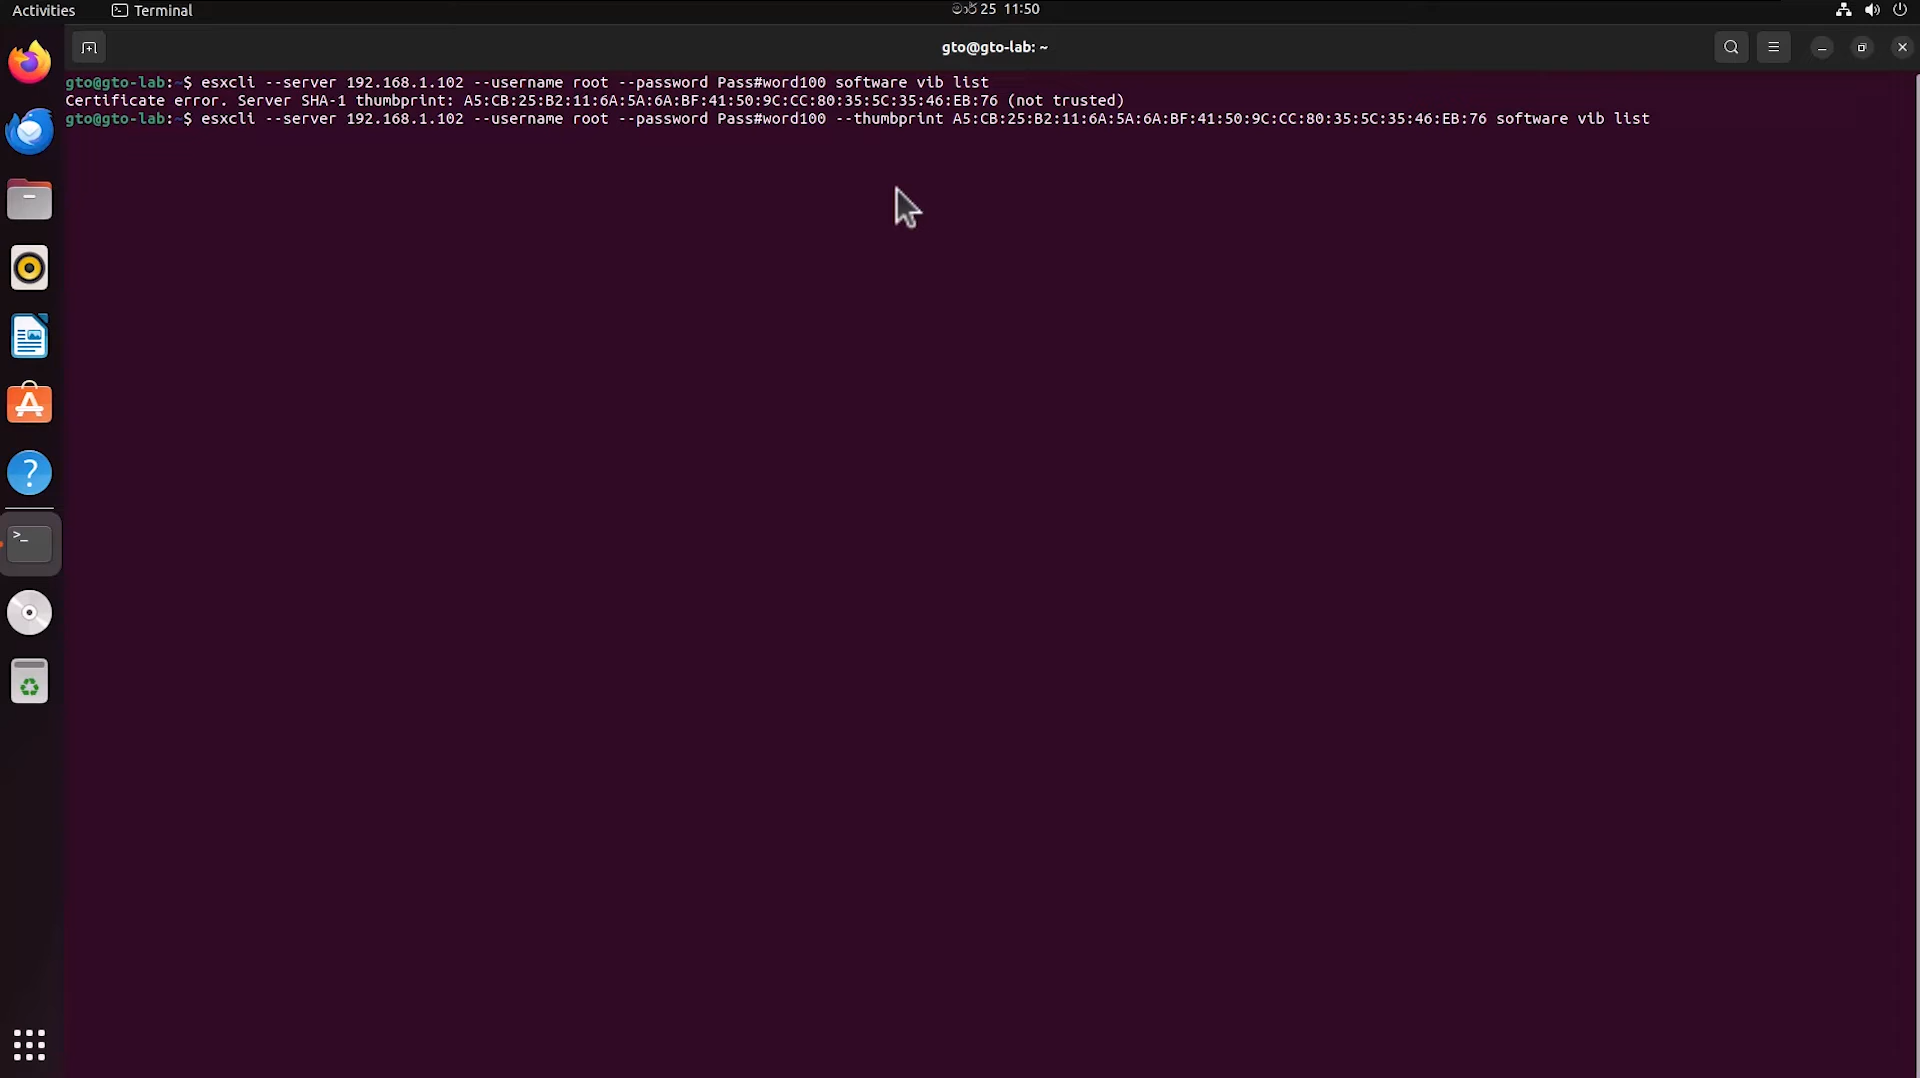 Activities
Terminal
මාර් 25 11:50
gto@gto-lab: ~
gto@gto-lab:~$ esxcli --server 192.168.1.102 --username root --password Pass#word100 software vib list
Certificate error. Server SHA-1 thumbprint: A5:CB:25:B2:11:6A:5A:6A:BF:41:50:9C:CC:80:35:5C:35:46:EB:76 (not trusted)
gto@gto-lab:~$ esxcli --server 192.168.1.102 --username root --password Pass#word100 --thumbprint A5:CB:25:B2:11:6A:5A:6A:BF:41:50:9C:CC:80:35:5C:35:46:EB:76 software vib list